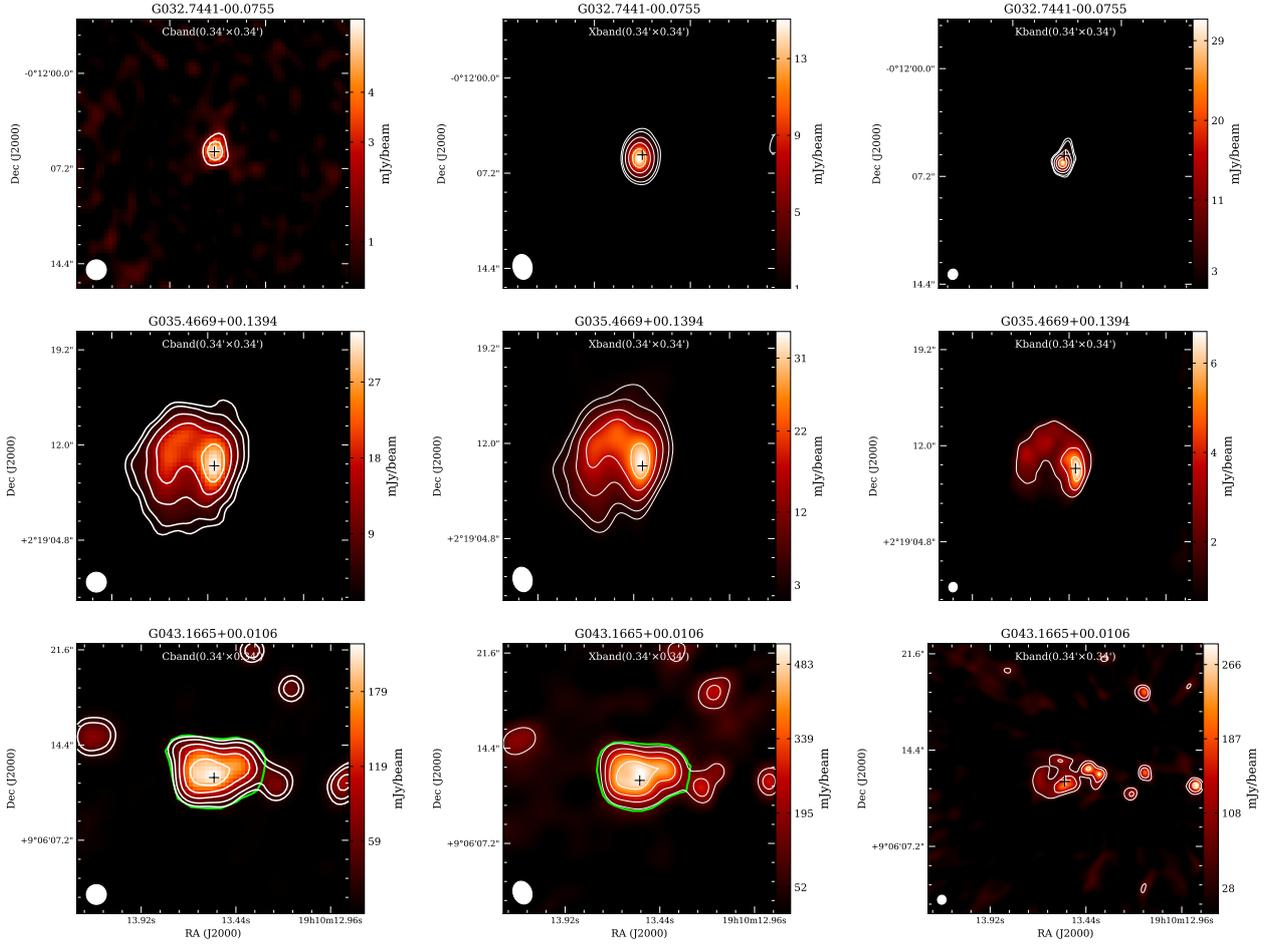 G032.7441-00.0755
Cband(0.34'×0.34')
-0°12'00.0"
07.2"
14.4"
Dec (J2000)
4
3
1
mJy/beam
G032.7441-00.0755
Xband(0.34'×0.34')
-0°12'00.0"
07.2"
14.4"
Dec (J2000)
13
9
5
1
mJy/beam
G032.7441-00.0755
Kband(0.34'×0.34')
-0°12'00.0"
07.2"
14.4"
Dec (J2000)
29
20
11
3
mJy/beam
G035.4669+00.1394
Cband(0.34'×0.34')
19.2"
12.0"
+2°19'04.8"
Dec (J2000)
27
18
9
mJy/beam
G035.4669+00.1394
Xband(0.34'×0.34')
19.2"
12.0"
+2°19'04.8"
Dec (J2000)
31
22
12
3
mJy/beam
G035.4669+00.1394
Kband(0.34'×0.34')
19.2"
12.0"
+2°19'04.8"
Dec (J2000)
6
4
2
mJy/beam
G043.1665+00.0106
Cband(0.34'×0.34')
21.6"
14.4"
+9°06'07.2"
Dec (J2000)
179
119
59
mJy/beam
13.92s
13.44s
19h10m12.96s
RA (J2000)
G043.1665+00.0106
Xband(0.34'×0.34')
21.6"
14.4"
+9°06'07.2"
Dec (J2000)
483
339
195
52
mJy/beam
13.92s
13.44s
19h10m12.96s
RA (J2000)
G043.1665+00.0106
Kband(0.34'×0.34')
21.6"
14.4"
+9°06'07.2"
Dec (J2000)
266
187
108
28
mJy/beam
13.92s
13.44s
19h10m12.96s
RA (J2000)